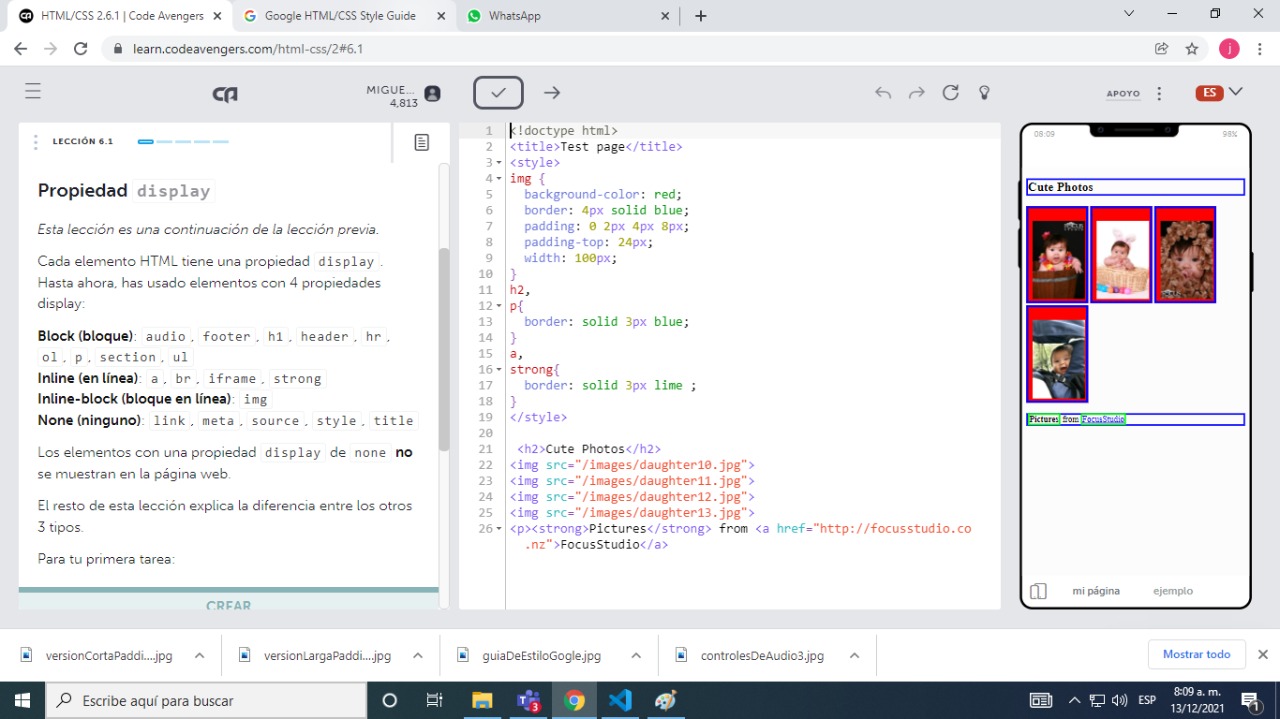 HTML/CSS 2.6.1 | Code Avengers
Google HTML/CSS Style Guide
WhatsApp
learn.codeavengers.com/html-css/2#6.1
j
MIGUE...
4,813
APOYO
ES
LECCIÓN 6.1
Propiedad display
Esta lección es una continuación de la lección previa.
Cada elemento HTML tiene una propiedad display .
Hasta ahora, has usado elementos con 4 propiedades
display:
Block (bloque): audio , footer , h1 , header , hr ,
ol , p , section , ul
Inline (en línea): a , br , iframe , strong
Inline-block (bloque en línea): img
None (ninguno): link , meta , source , style , title
Los elementos con una propiedad display de none no
se muestran en la página web.
El resto de esta lección explica la diferencia entre los otros
3 tipos.
Para tu primera tarea:
CREAR
1 <!doctype html>
2 <title>Test page</title>
3 <style>
4 img {
5 background-color: red;
6 border: 4px solid blue;
7 padding: 0 2px 4px 8px;
8 padding-top: 24px;
9 width: 100px;
10 }
11 h2,
12 p{
13 border: solid 3px blue;
14 }
15 a,
16 strong{
17 border: solid 3px lime ;
18 }
19 </style>
20
21 <h2>Cute Photos</h2>
22 <img src="/images/daughter10.jpg">
23 <img src="/images/daughter11.jpg">
24 <img src="/images/daughter12.jpg">
25 <img src="/images/daughter13.jpg">
26 <p><strong>Pictures</strong> from <a href="http://focusstudio.co
.nz">FocusStudio</a>
08:09 98%
Cute Photos
Pictures from FocusStudio
mi página ejemplo
versionCortaPaddi....jpg
versionLargaPaddi....jpg
guiaDeEstiloGogle.jpg
controlesDeAudio3.jpg
Mostrar todo
Escribe aquí para buscar
3
ESP
8:09 a. m.
13/12/2021
1